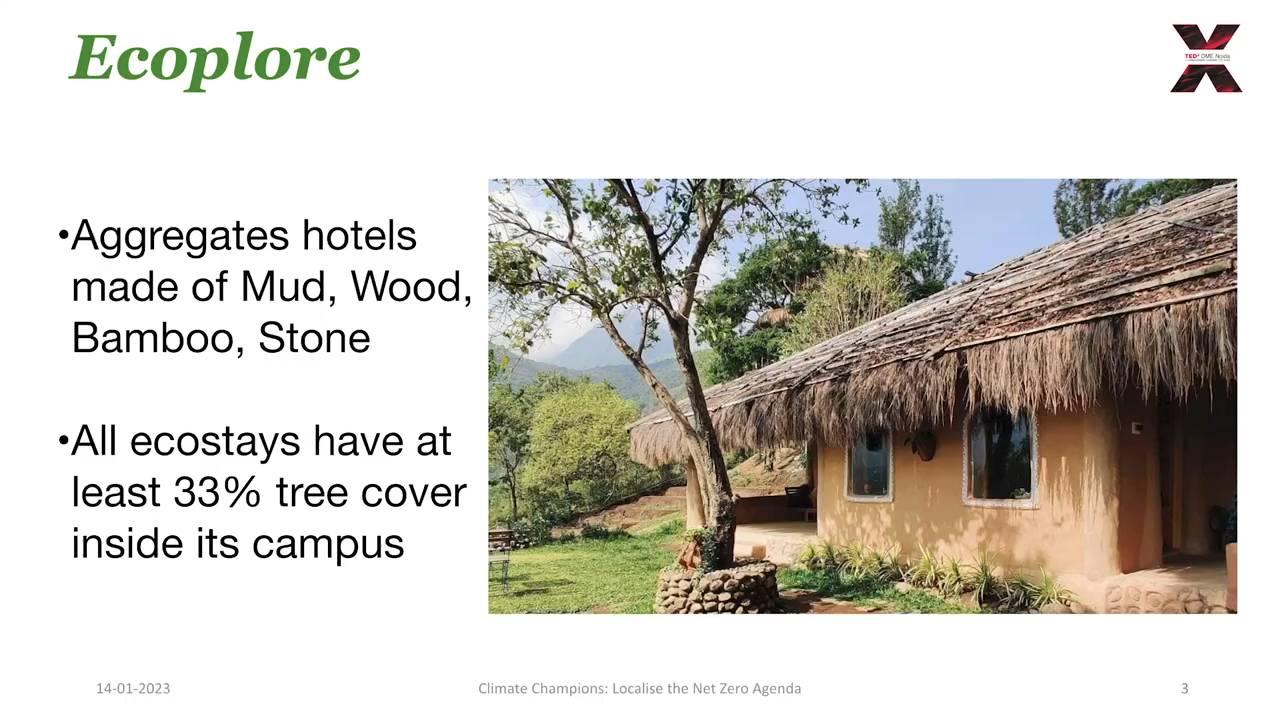 Ecoplore
TEDx DME Noida
•Aggregates hotels
made of Mud, Wood,
Bamboo, Stone
•All ecostays have at
least 33% tree cover
inside its campus
14-01-2023
Climate Champions: Localise the Net Zero Agenda
3